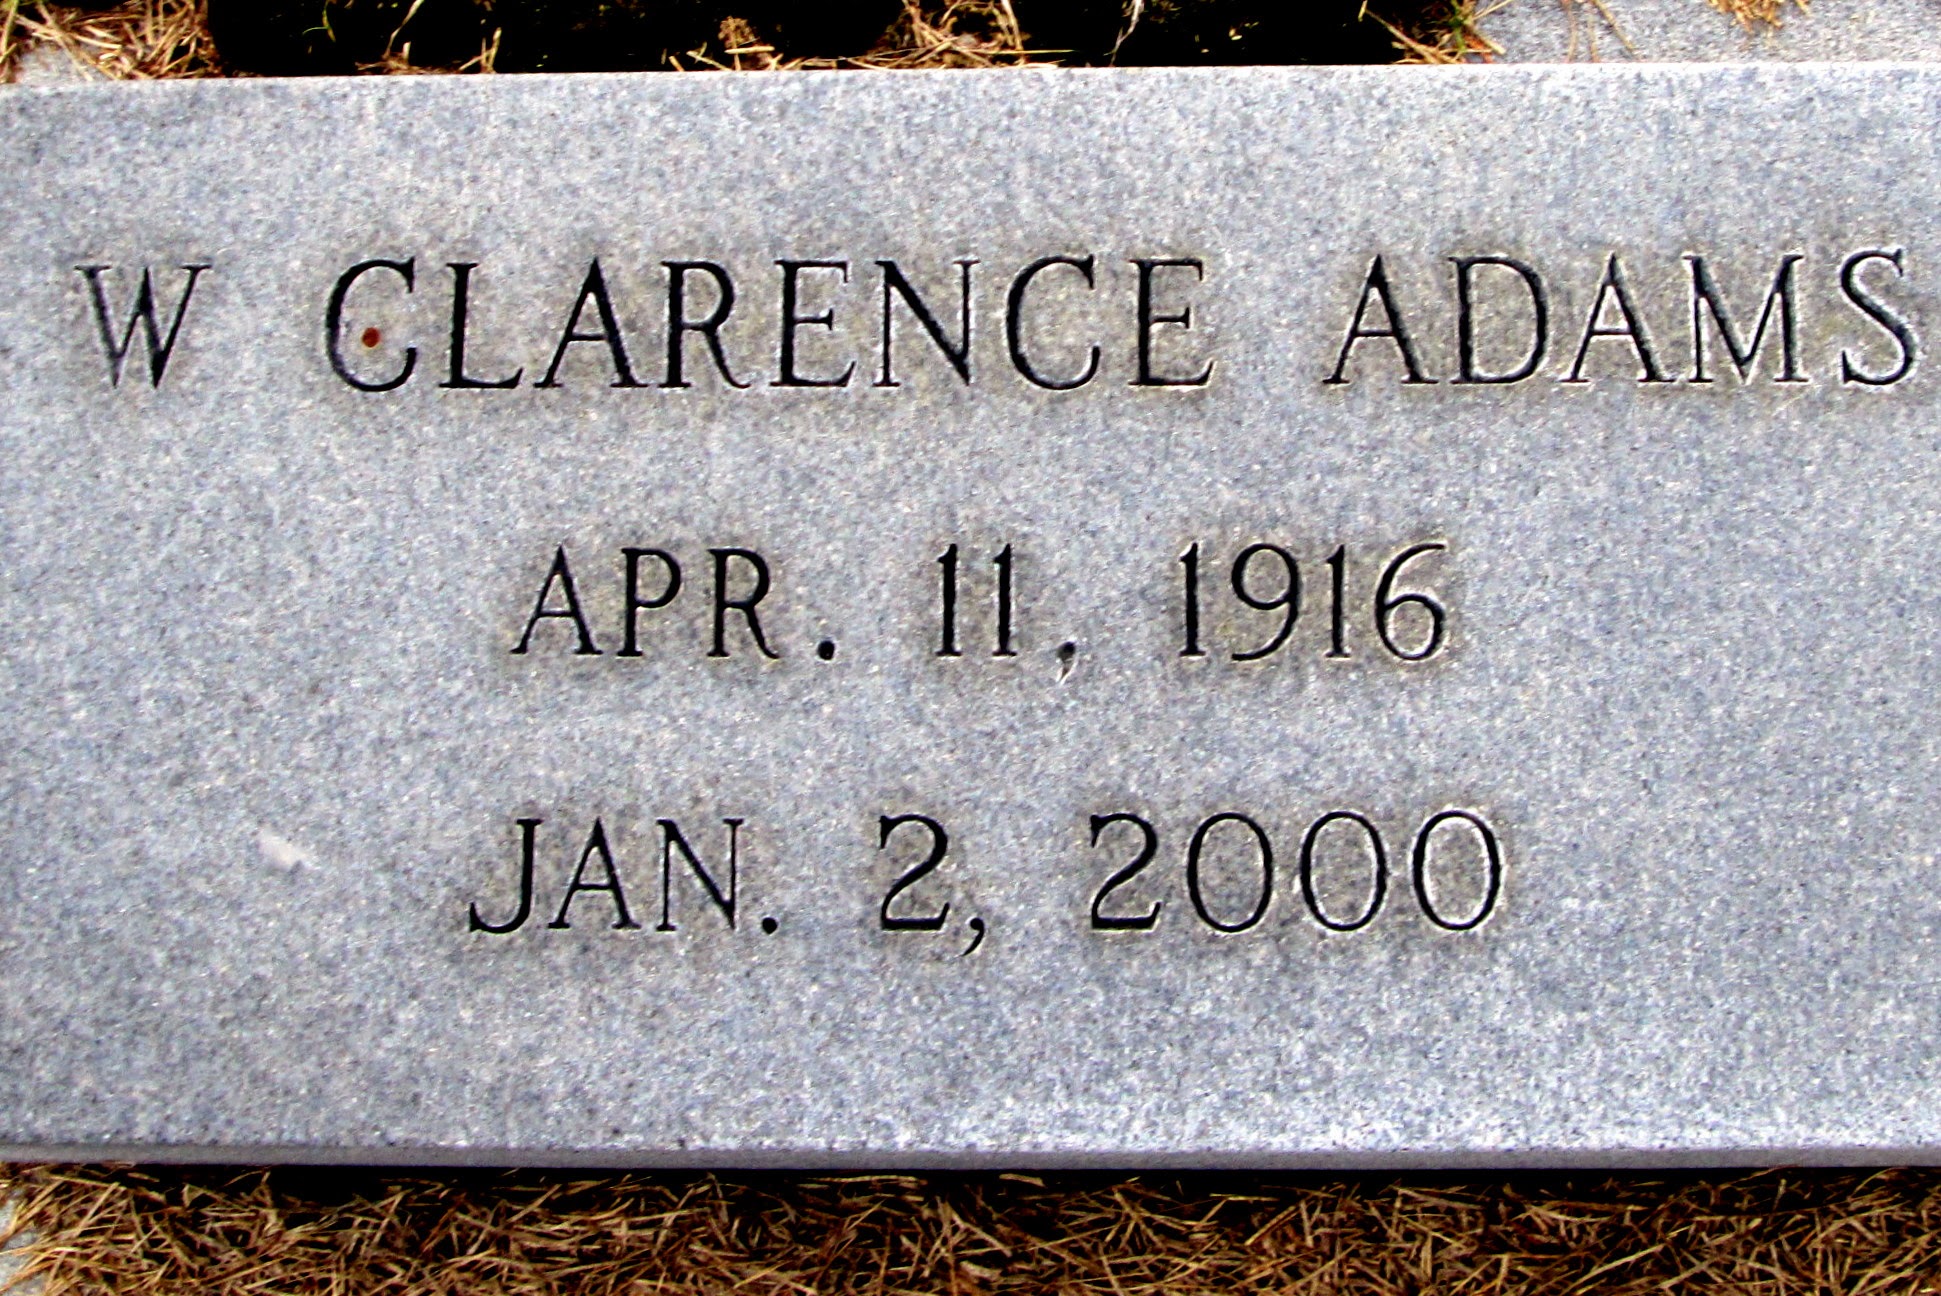 W CLARENCE ADAMS
APR. 11, 1916
JAN. 2, 2000